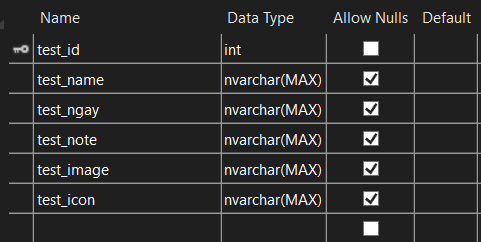 Name Data Type Allow Nulls Default
test_id int
test_name nvarchar(MAX)
test_ngay nvarchar(MAX)
test_note nvarchar(MAX)
test_image nvarchar(MAX)
test_icon nvarchar(MAX)